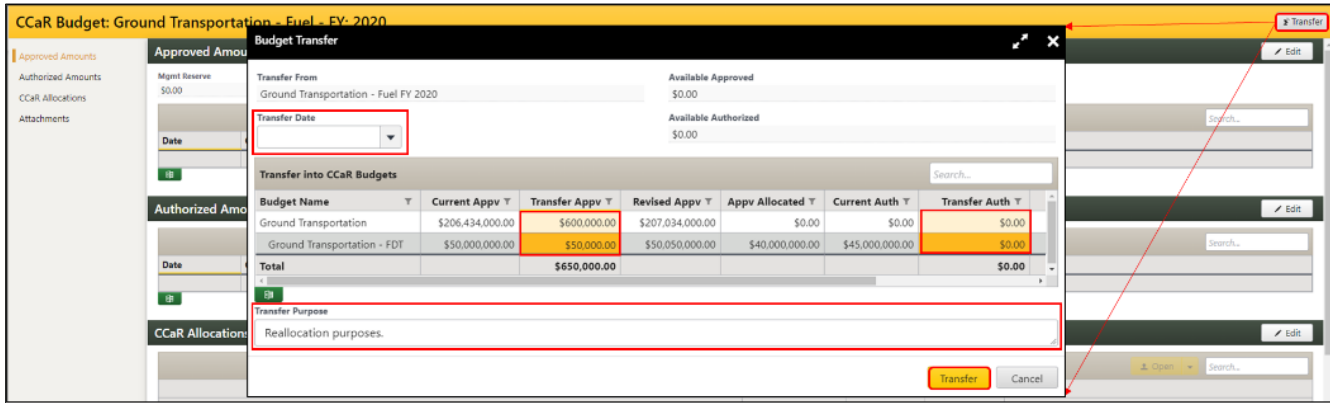 CCaR Budget: Ground Transportation - Fuel - FY: 2020
Transfer
Approved Amounts
Authorized Amounts
CCaR Allocations
Attachments
Approved Amou
Edit
Mgmt Reserve
$0.00
Search...
Date
Authorized Amo
Edit
Search...
Date
CCaR Allocations
Edit
Open
Search...
Budget Transfer
Transfer From
Ground Transportation - Fuel FY 2020
Available Approved
$0.00
Transfer Date
Available Authorized
$0.00
Transfer into CCaR Budgets
Search...
Budget Name Current Appv Transfer Appv Revised Appv Appv Allocated Current Auth Transfer Auth
Ground Transportation $206,434,000.00 $600,000.00 $207,034,000.00 $0.00 $0.00 $0.00
Ground Transportation - FDT $50,000,000.00 $50,000.00 $50,050,000.00 $40,000,000.00 $45,000,000.00 $0.00
Total $650,000.00 $0.00
Transfer Purpose
Reallocation purposes.
Transfer
Cancel